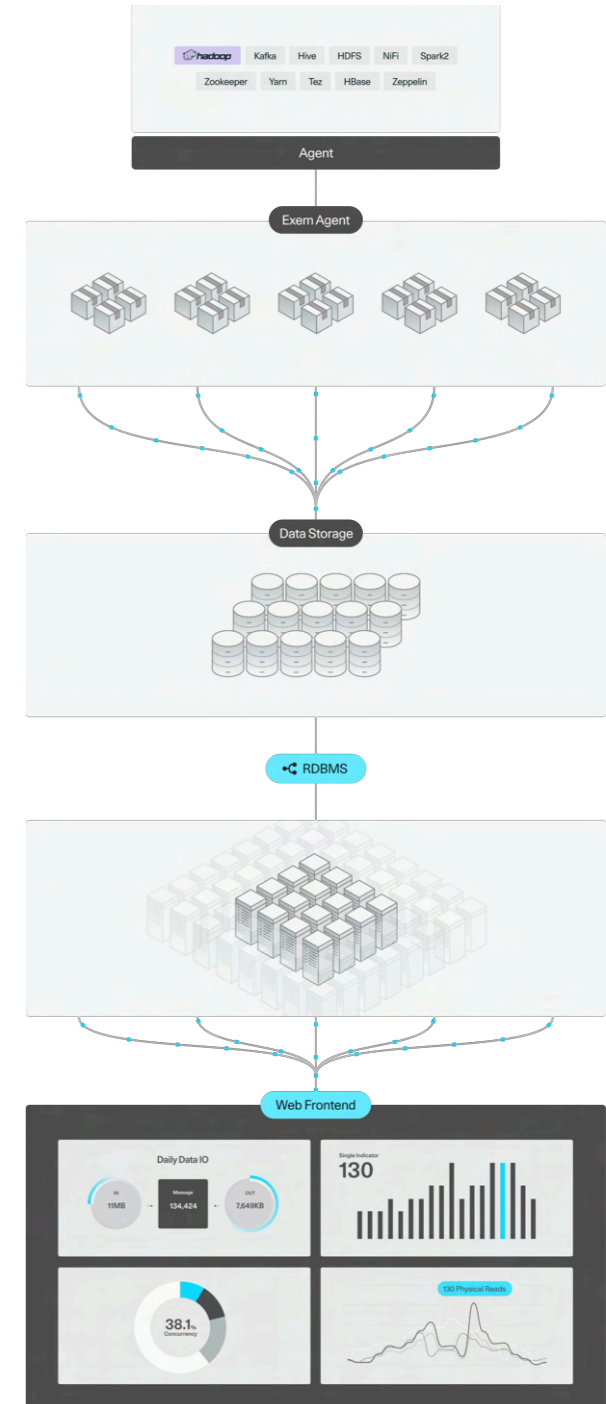 hadoop Kafka Hive HDFS NiFi Spark2
Zookeeper Yarn Tez HBase Zeppelin
Agent
Exem Agent
Data Storage
RDBMS
Web Frontend
Daily Data IO
IN
11MB
Message
134,424
OUT
7,649KB
Single Indicator
130
38.1%
Concurrency
130 Physical Reads